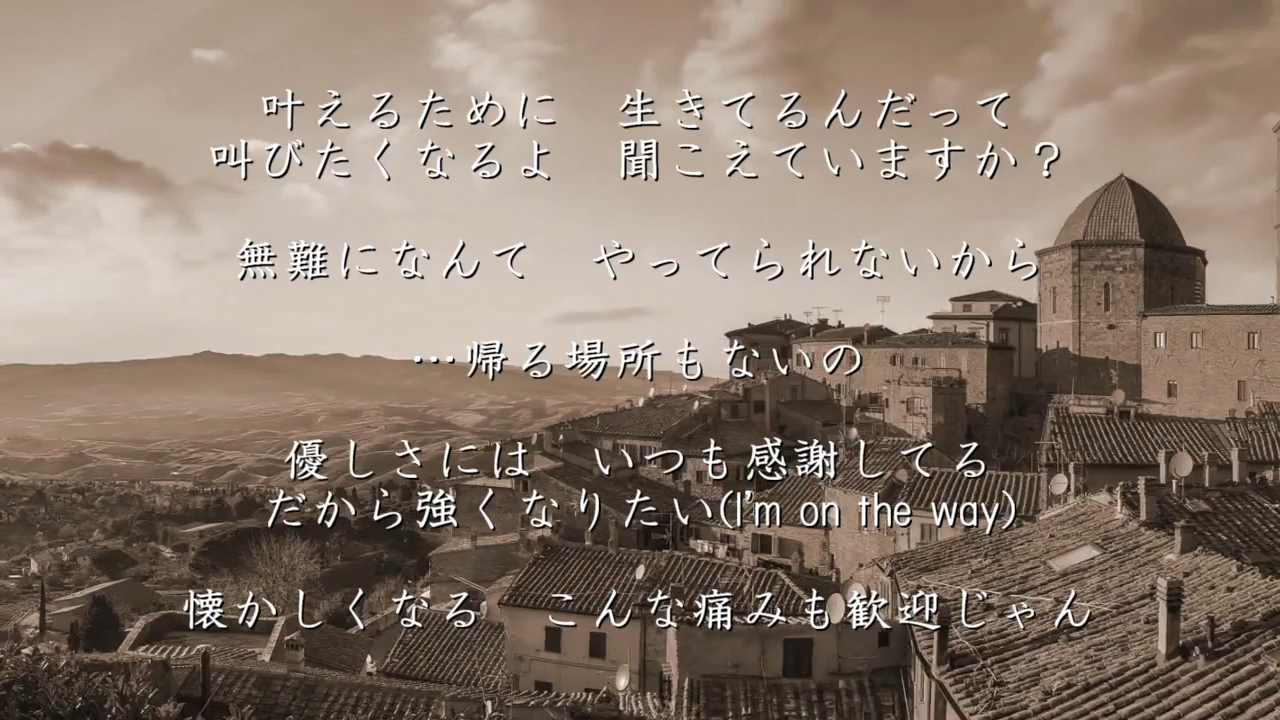 叶えるために　生きてるんだって
叫びたくなるよ　聞こえていますか？
無難になんて　やってられないから
…帰る場所もないの
優しさには　いつも感謝してる
だから強くなりたい(I'm on the way)
懐かしくなる　こんな痛みも歓迎じゃん